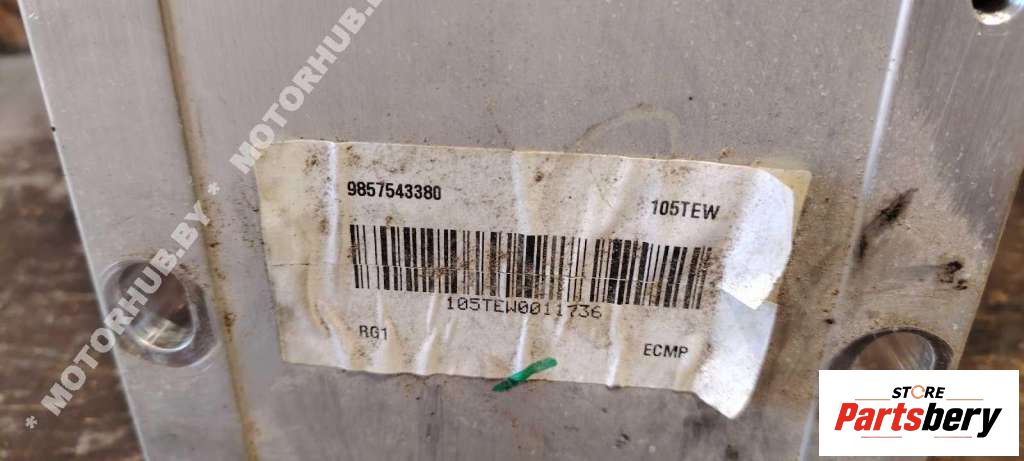 * MOTORHUB.BY * MOTORHUB.BY
9857543380
105TEW
105TEW0011736
RG1
ECMP
STORE
Partsbery